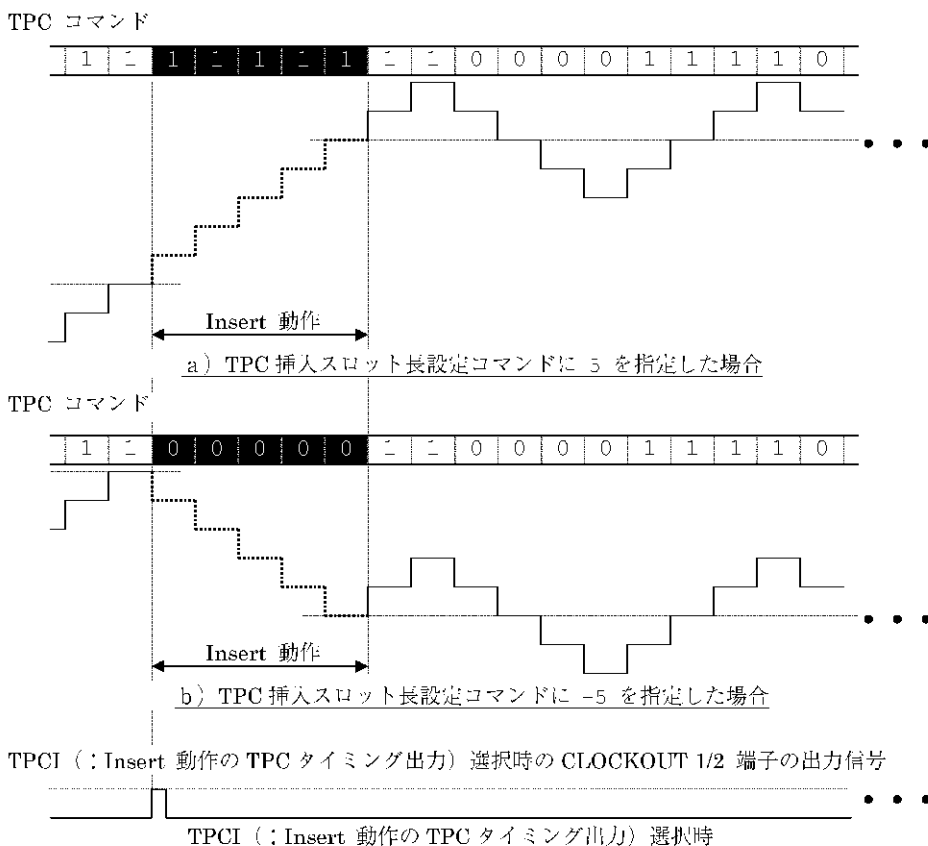 TPC コマンド
1 1 1 1 1 1 1 1 1 0 0 0 0 1 1 1 1 0
Insert 動作
a) TPC 挿入スロット長設定コマンドに 5 を指定した場合
TPC コマンド
1 1 0 0 0 0 0 1 1 0 0 0 0 1 1 1 1 0
Insert 動作
b) TPC 挿入スロット長設定コマンドに −5 を指定した場合
TPCI (:Insert 動作の TPC タイミング出力) 選択時の CLOCKOUT 1/2 端子の出力信号
TPCI (:Insert 動作の TPC タイミング出力) 選択時